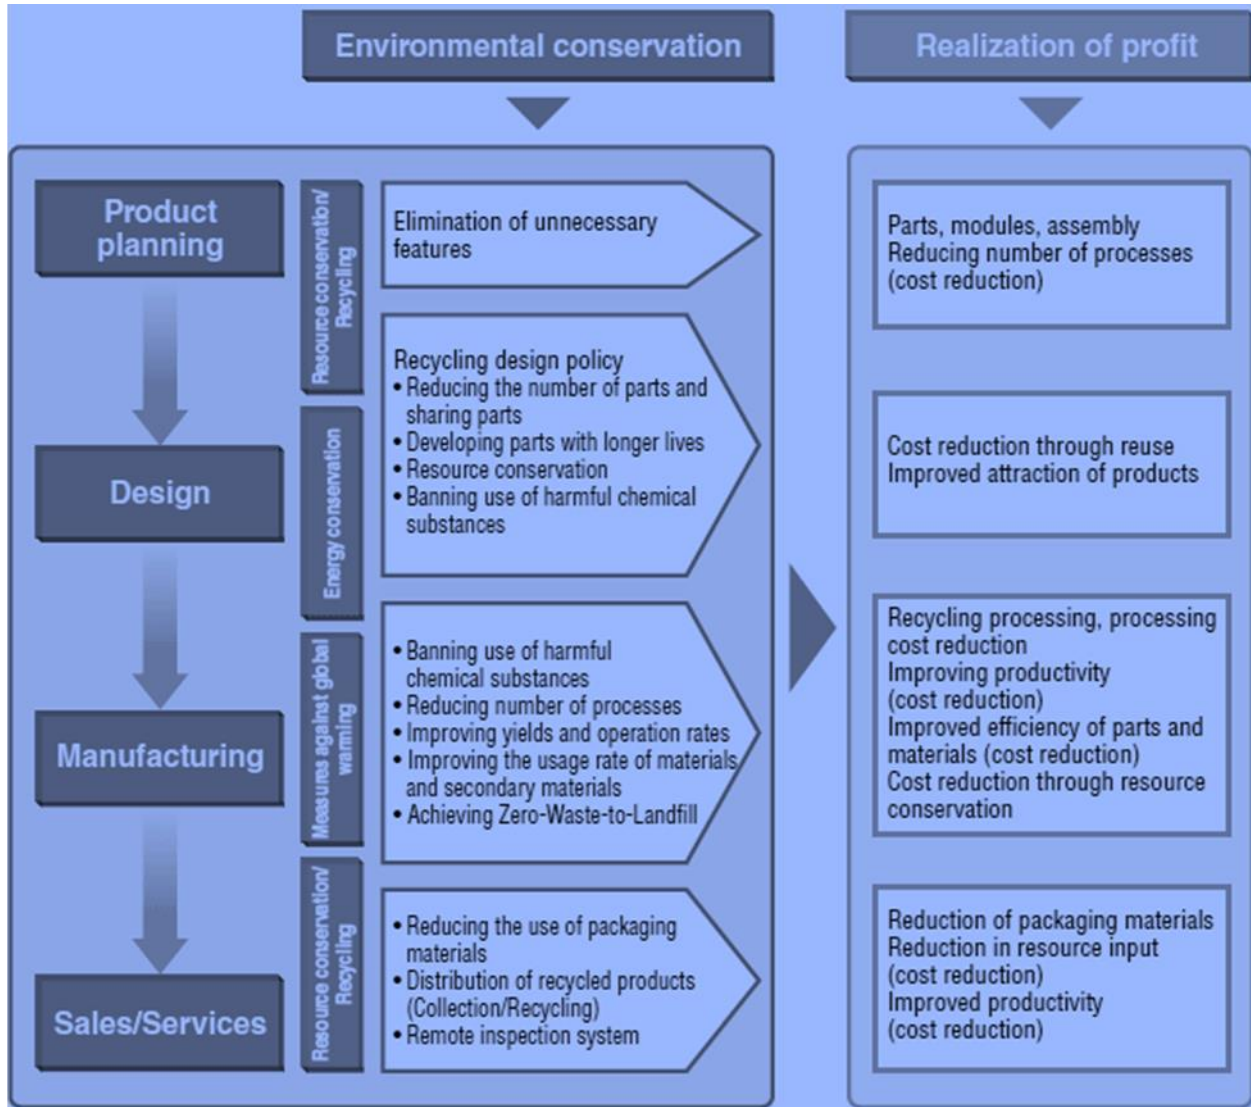 Environmental conservation
Realization of profit
Product
planning
Resource conservation/
Recycling
Elimination of unnecessary
features
Parts, modules, assembly
Reducing number of processes
(cost reduction)
Design
Energy conservation
Recycling design policy
• Reducing the number of parts and
sharing parts
• Developing parts with longer lives
• Resource conservation
• Banning use of harmful chemical
substances
Cost reduction through reuse
Improved attraction of products
Manufacturing
Measures against global
warming
• Banning use of harmful
chemical substances
• Reducing number of processes
• Improving yields and operation rates
• Improving the usage rate of materials
and secondary materials
• Achieving Zero-Waste-to-Landfill
Recycling processing, processing
cost reduction
Improving productivity
(cost reduction)
Improved efficiency of parts and
materials (cost reduction)
Cost reduction through resource
conservation
Sales/Services
Resource conservation/
Recycling
• Reducing the use of packaging
materials
• Distribution of recycled products
(Collection/Recycling)
• Remote inspection system
Reduction of packaging materials
Reduction in resource input
(cost reduction)
Improved productivity
(cost reduction)